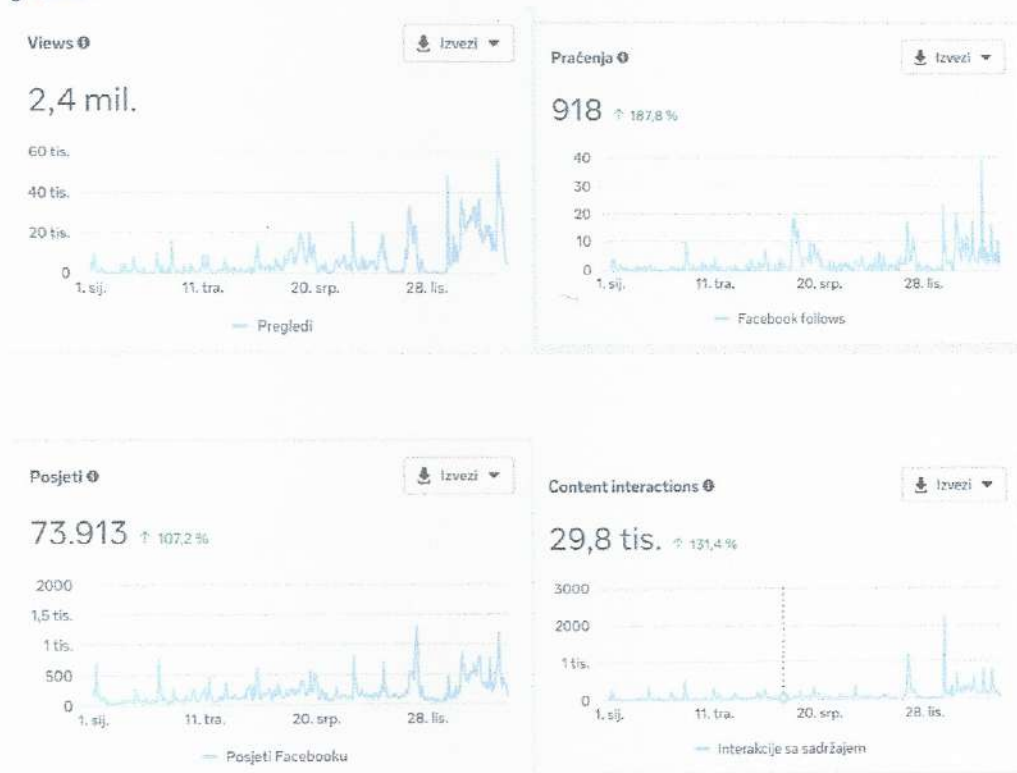 Views
Izvezi
2,4 mil.
60 tis.
40 tis.
20 tis.
0
1. sij.
11. tra.
20. srp.
28. lis.
Pregledi
Praćenja
Izvezi
918 ↑ 187,8 %
40
30
20
10
0
1. sij.
11. tra.
20. srp.
28. lis.
Facebook follows
Posjeti
Izvezi
73.913 ↑ 107,2 %
2000
1,5 tis.
1 tis.
500
0
1. sij.
11. tra.
20. srp.
28. lis.
Posjeti Facebooku
Content interactions
Izvezi
29,8 tis. ↑ 131,4 %
3000
2000
1 tis.
0
1. sij.
11. tra.
20. srp.
28. lis.
Interakcije sa sadržajem